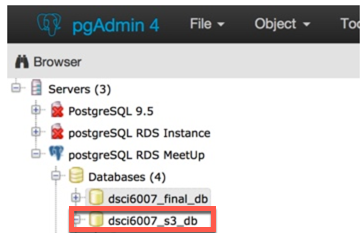 pgAdmin 4 File Object Too
Browser
Servers (3)
PostgreSQL 9.5
postgreSQL RDS Instance
postgreSQL RDS MeetUp
Databases (4)
dsci6007_final_db
dsci6007_s3_db